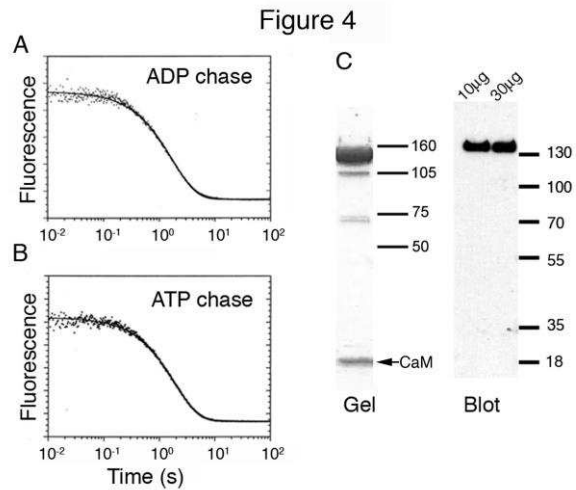 Figure 4
A
ADP chase
Fluorescence
10⁻² 10⁻¹ 10⁰ 10¹ 10²
B
ATP chase
Fluorescence
10⁻² 10⁻¹ 10⁰ 10¹ 10²
Time (s)
C
10µg 30µg
160
105
75
50
CaM
Gel
130
100
70
55
35
18
Blot